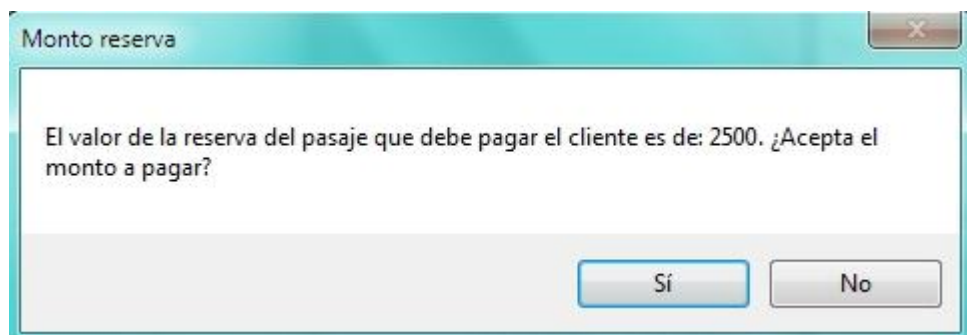 Monto reserva
El valor de la reserva del pasaje que debe pagar el cliente es de: 2500. ¿Acepta el
monto a pagar?
Sí
No